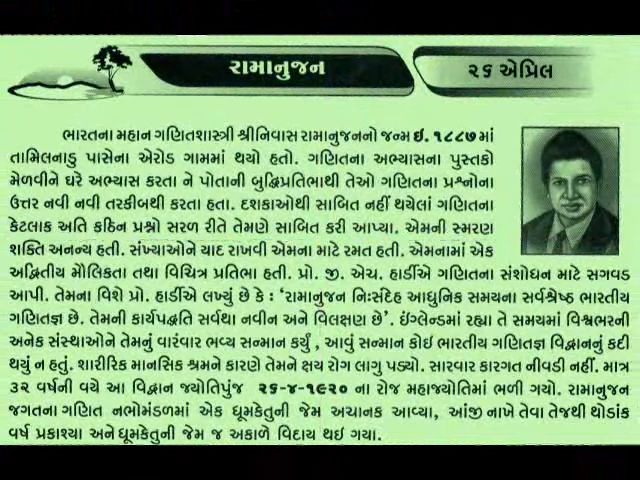 રામાનુજન
૨૬ એપ્રિલ
ભારતના મહાન ગણિતશાસ્ત્રી શ્રીનિવાસ રામાનુજનનો જન્મ ઇ. ૧૮૮૭ માં
તામિલનાડુ પાસેના એરોડ ગામમાં થયો હતો. ગણિતના અભ્યાસના પુસ્તકો
મેળવીને ઘરે અભ્યાસ કરતા ને પોતાની બુદ્ધિપ્રતિભાથી તેઓ ગણિતના પ્રશ્નોના
ઉત્તર નવી નવી તરકીબથી કરતા હતા. દશકાઓથી સાબિત નહીં થયેલાં ગણિતના
કેટલાક અતિ કઠિન પ્રશ્નો સરળ રીતે તેમણે સાબિત કરી આપ્યા. એમની સ્મરણ
શક્તિ અનન્ય હતી. સંખ્યાઓને યાદ રાખવી એમના માટે રમત હતી. એમનામાં એક
અદ્વિતીય મૌલિકતા તથા વિચિત્ર પ્રતિભા હતી. પ્રો. જી. એચ. હાર્ડીએ ગણિતના સંશોધન માટે સગવડ
આપી. તેમના વિશે પ્રો. હાર્ડીએ લખ્યું છે કે : ‘રામાનુજન નિઃસંદેહ આધુનિક સમયના સર્વશ્રેષ્ઠ ભારતીય
ગણિતજ્ઞ છે. તેમની કાર્યપદ્ધતિ સર્વથા નવીન અને વિલક્ષણ છે’. ઇંગ્લેન્ડમાં રહ્યા તે સમયમાં વિશ્વભરની
અનેક સંસ્થાઓને તેમનું વારંવાર ભવ્ય સન્માન કર્યું , આવું સન્માન કોઇ ભારતીય ગણિતજ્ઞ વિદ્વાનનું કદી
થયું ન હતું. શારીરિક માનસિક શ્રમને કારણે તેમને ક્ષય રોગ લાગુ પડ્યો. સારવાર કારગત નીવડી નહીં. માત્ર
૩૨ વર્ષની વયે આ વિદ્વાન જ્યોતિપુંજ ૨૬-૪-૧૯૨૦ ના રોજ મહાજ્યોતિમાં ભળી ગયો. રામાનુજન
જગતના ગણિત નભોમંડળમાં એક ધૂમકેતુની જેમ અચાનક આવ્યા, આંજી નાખે તેવા તેજથી થોડાંક
વર્ષ પ્રકાશ્યા અને ધૂમકેતુની જેમ જ અકાળે વિદાય થઇ ગયા.